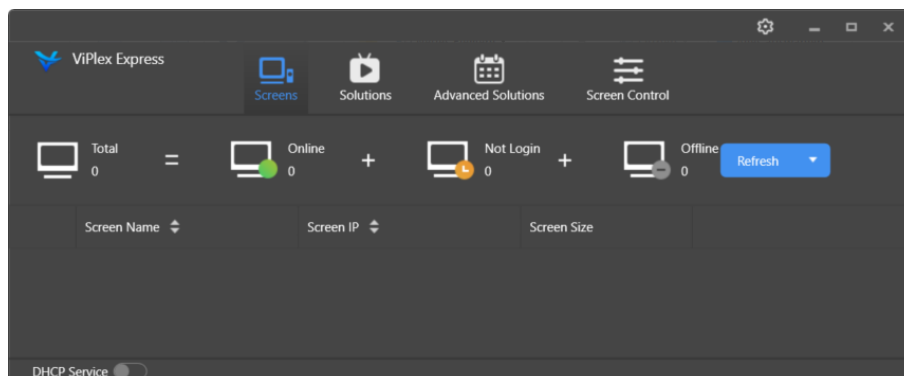 ViPlex Express
Screens
Solutions
Advanced Solutions
Screen Control
Total
0
=
Online
0
+
Not Login
0
+
Offline
0
Refresh
Screen Name
Screen IP
Screen Size
DHCP Service